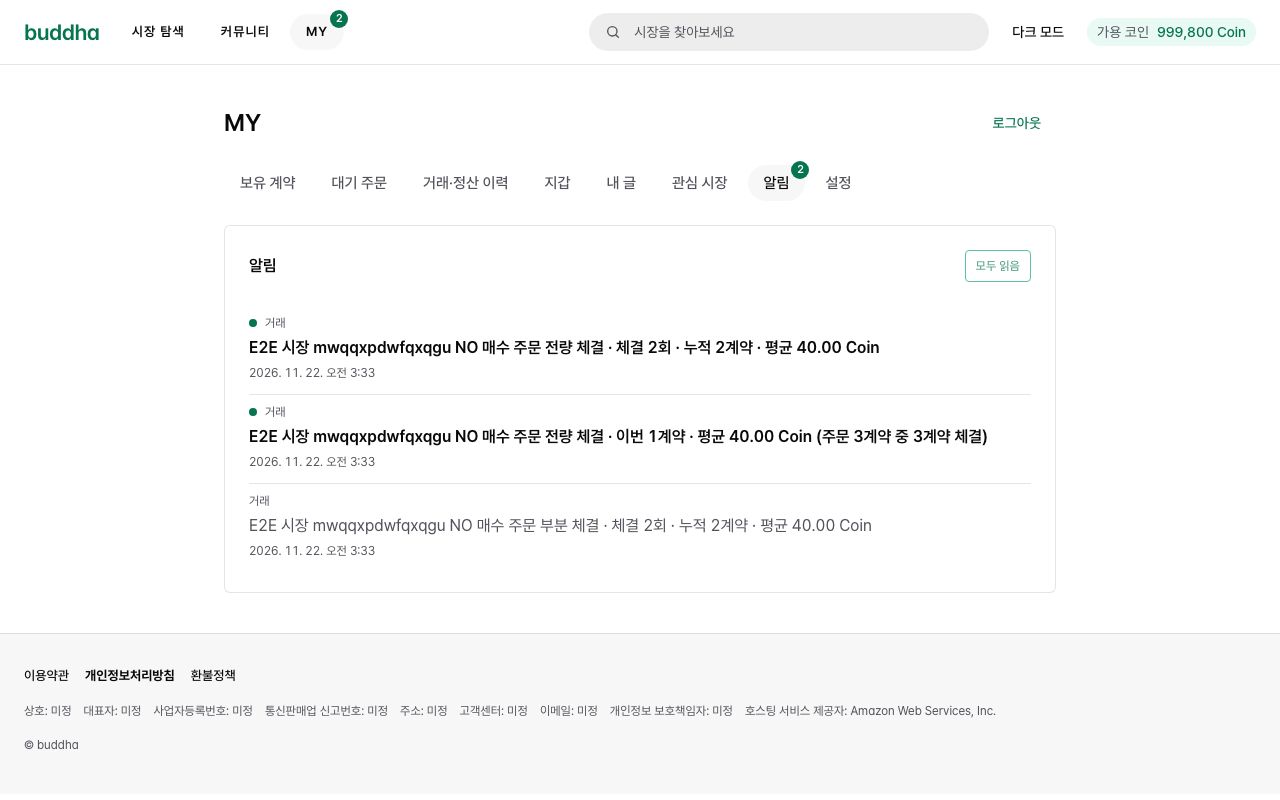 buddha 시장 탐색 커뮤니티 MY 2 시장을 찾아보세요 다크 모드 가용 코인 999,800 Coin
MY 로그아웃
보유 계약 대기 주문 거래·정산 이력 지갑 내 글 관심 시장 알림 2 설정
알림 모두 읽음
거래
E2E 시장 mwqqxpdwfqxqgu NO 매수 주문 전량 체결 · 체결 2회 · 누적 2계약 · 평균 40.00 Coin
2026. 11. 22. 오전 3:33
거래
E2E 시장 mwqqxpdwfqxqgu NO 매수 주문 전량 체결 · 이번 1계약 · 평균 40.00 Coin (주문 3계약 중 3계약 체결)
2026. 11. 22. 오전 3:33
거래
E2E 시장 mwqqxpdwfqxqgu NO 매수 주문 부분 체결 · 체결 2회 · 누적 2계약 · 평균 40.00 Coin
2026. 11. 22. 오전 3:33
이용약관 개인정보처리방침 환불정책
상호: 미정 대표자: 미정 사업자등록번호: 미정 통신판매업 신고번호: 미정 주소: 미정 고객센터: 미정 이메일: 미정 개인정보 보호책임자: 미정 호스팅 서비스 제공자: Amazon Web Services, Inc.
© buddha